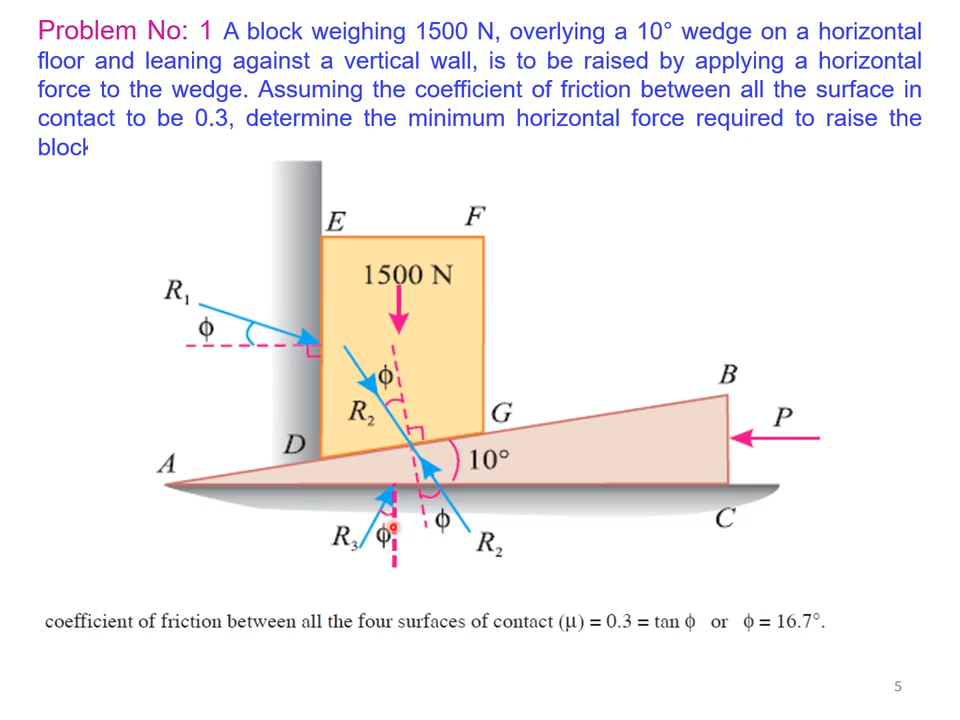 Problem No: 1 A block weighing 1500 N, overlying a 10° wedge on a horizontal
floor and leaning against a vertical wall, is to be raised by applying a horizontal
force to the wedge. Assuming the coefficient of friction between all the surface in
contact to be 0.3, determine the minimum horizontal force required to raise the
block
E
F
1500 N
R₁
ϕ
ϕ
B
R₂
G
P
D
A
10°
C
R₃
ϕ
ϕ
R₂
coefficient of friction between all the four surfaces of contact (μ) = 0.3 = tan ϕ or ϕ = 16.7°.
5